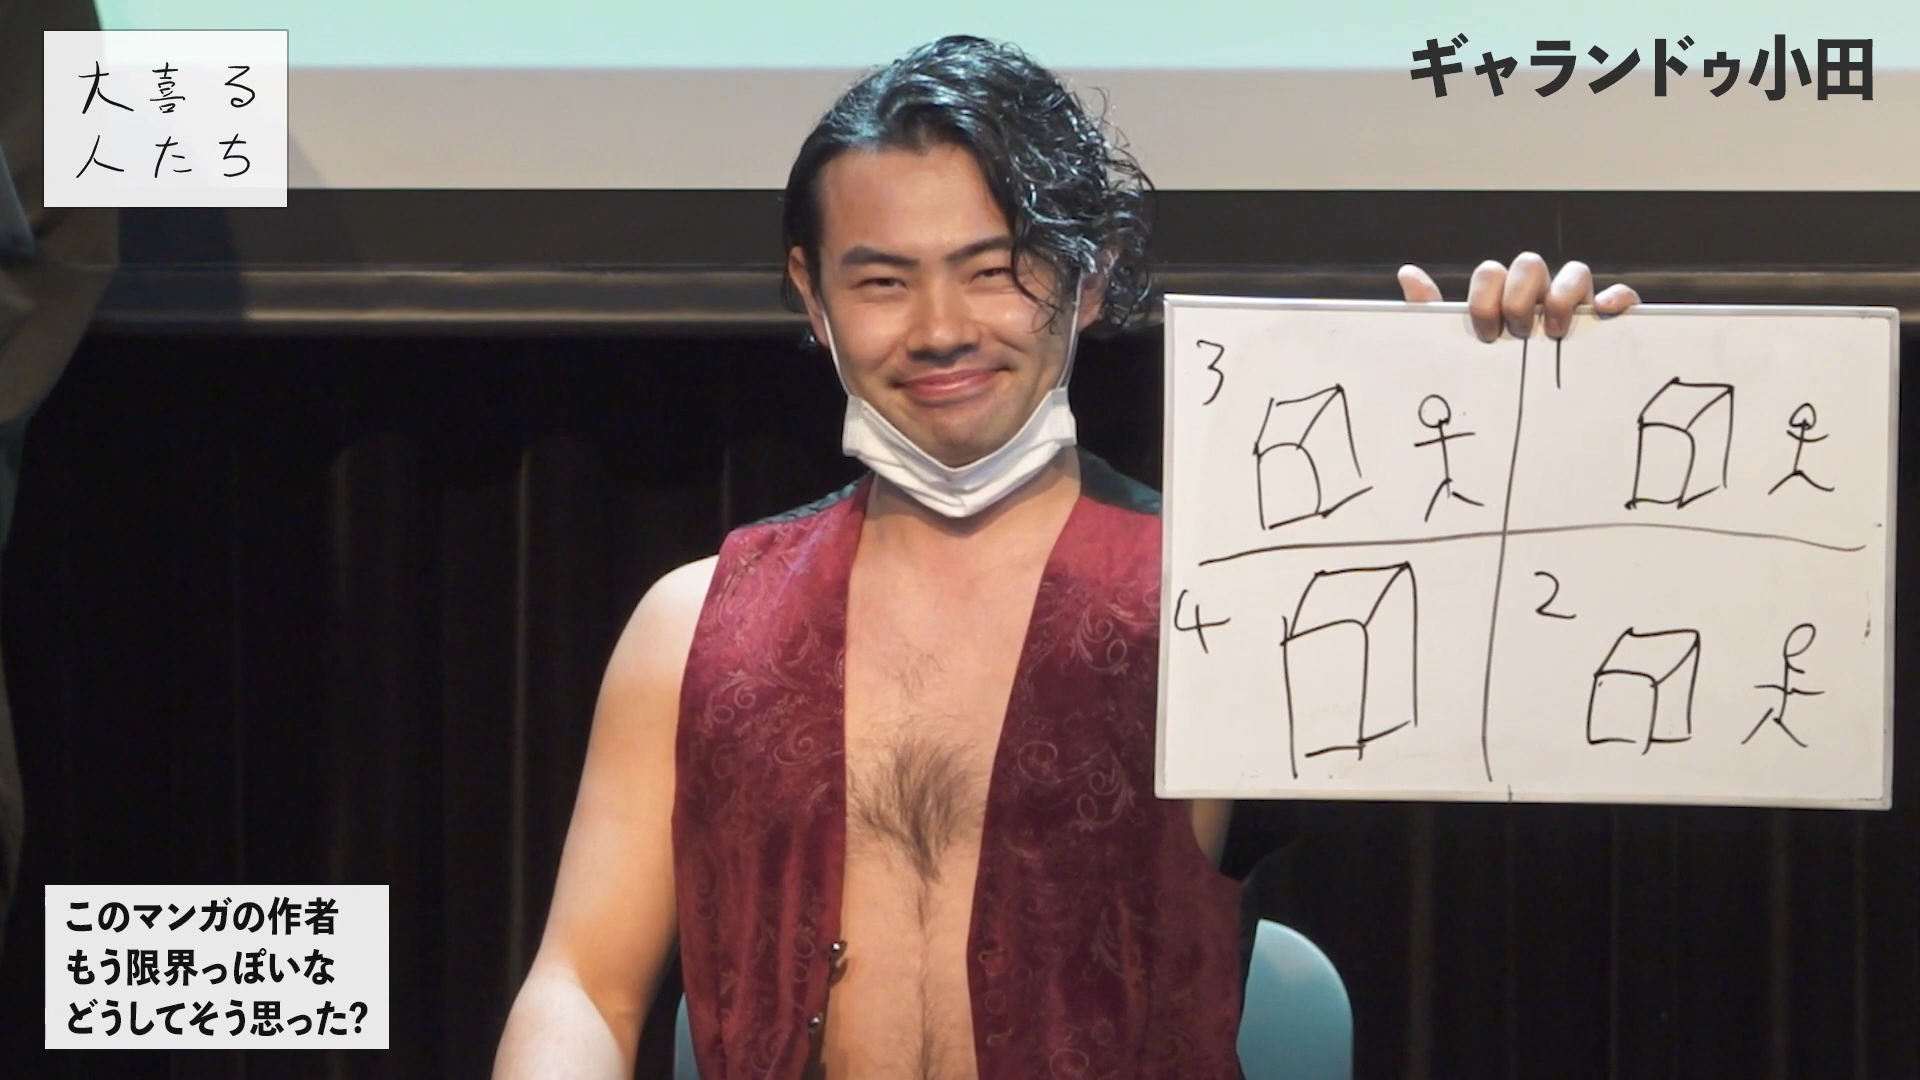 大喜る
人たち
ギャランドゥ小田
3
1
4
2
このマンガの作者
もう限界っぽいな
どうしてそう思った?